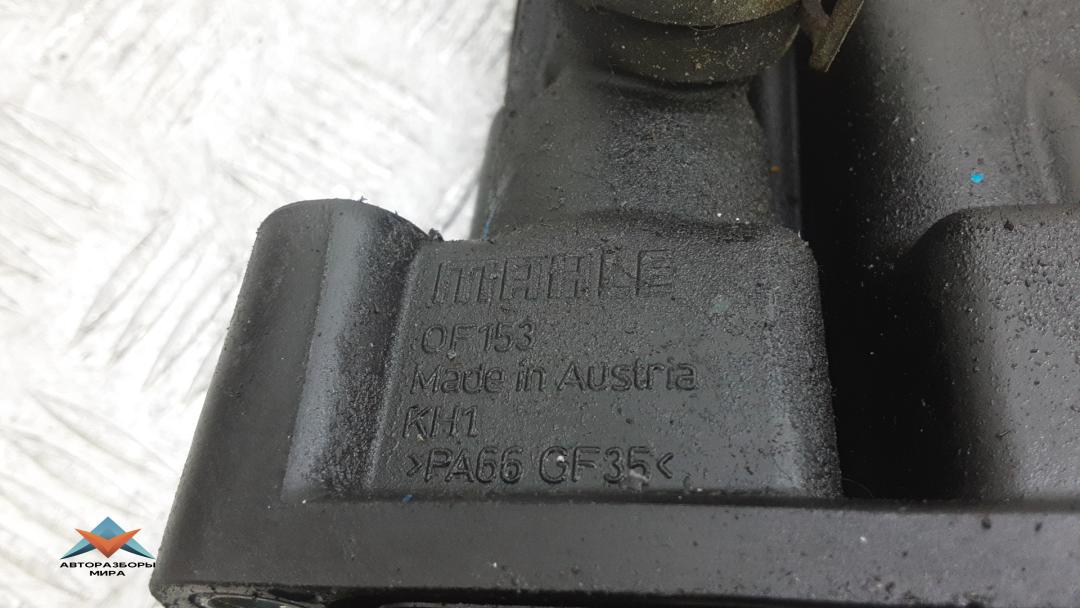 MAHLE
OF153
Made in Austria
KH1
>PA66 GF35<
АВТОРАЗБОРЫ
МИРА